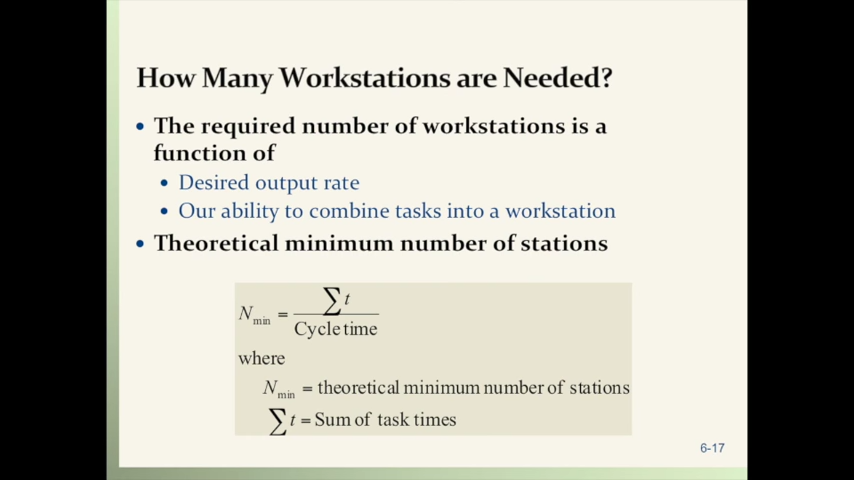 How Many Workstations are Needed?
• The required number of workstations is a
function of
• Desired output rate
• Our ability to combine tasks into a workstation
• Theoretical minimum number of stations
N_min = ∑t / Cycle time
where
N_min = theoretical minimum number of stations
∑t = Sum of task times
6-17